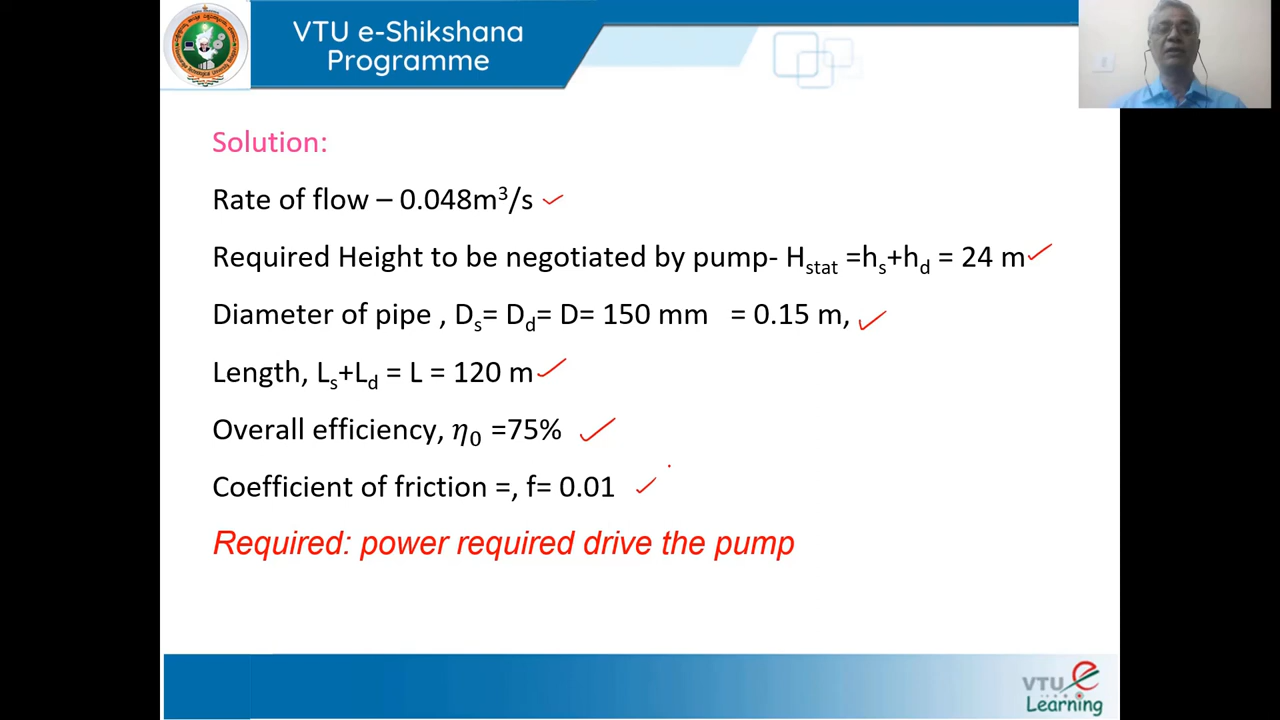 VTU e-Shikshana
Programme
Solution:
Rate of flow – 0.048m³/s
Required Height to be negotiated by pump- Hstat =hs+hd = 24 m
Diameter of pipe , Ds= Dd= D= 150 mm = 0.15 m,
Length, Ls+Ld = L = 120 m
Overall efficiency, η0 =75%
Coefficient of friction =, f= 0.01
Required: power required drive the pump
VTU e
Learning